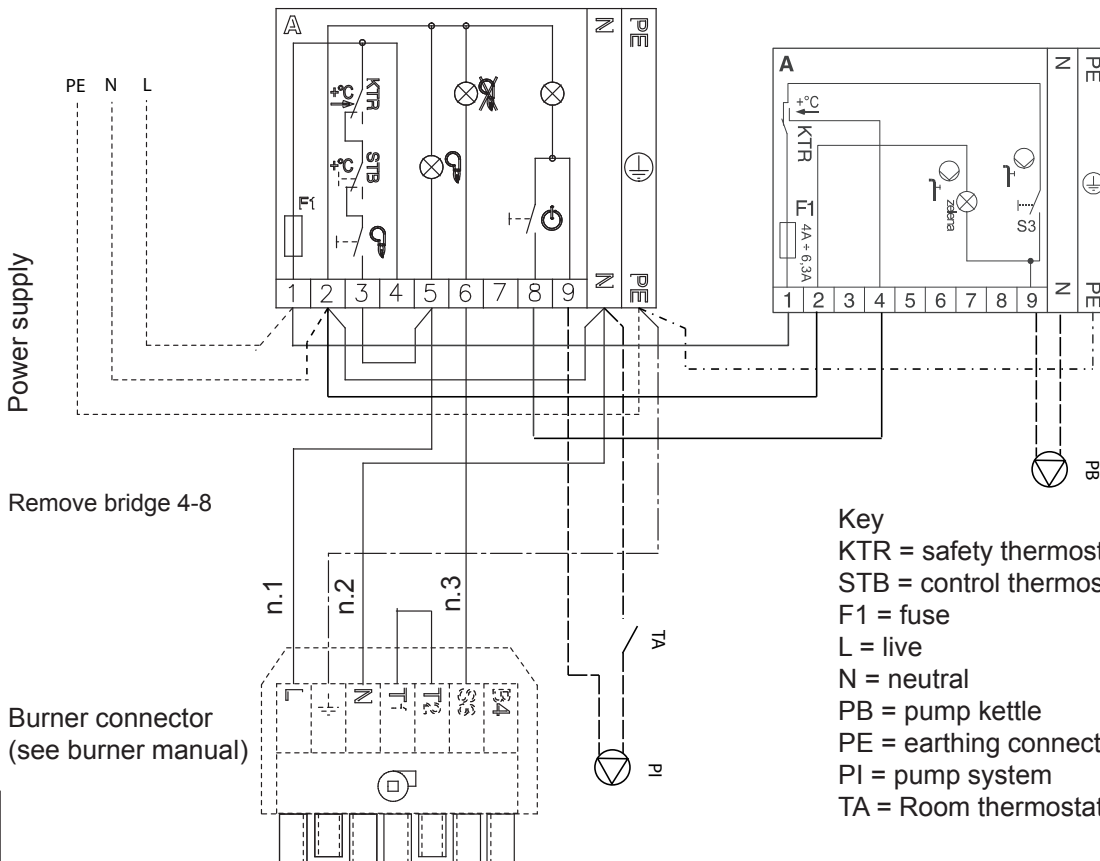 A
N
PE
KTR
+°C
STB
+°C
F1
1 2 3 4 5 6 7 8 9 N PE
A
N
PE
+°C
KTR
F1
4A ÷ 6,3A
zelena
S3
1 2 3 4 5 6 7 8 9 N PE
PE N L
Power supply
PB
Remove bridge 4-8
n.1
n.2
n.3
TA
PI
Burner connector
(see burner manual)
L N T1 T2 S3 B4
Key
KTR = safety thermost
STB = control thermos
F1 = fuse
L = live
N = neutral
PB = pump kettle
PE = earthing connect
PI = pump system
TA = Room thermostat